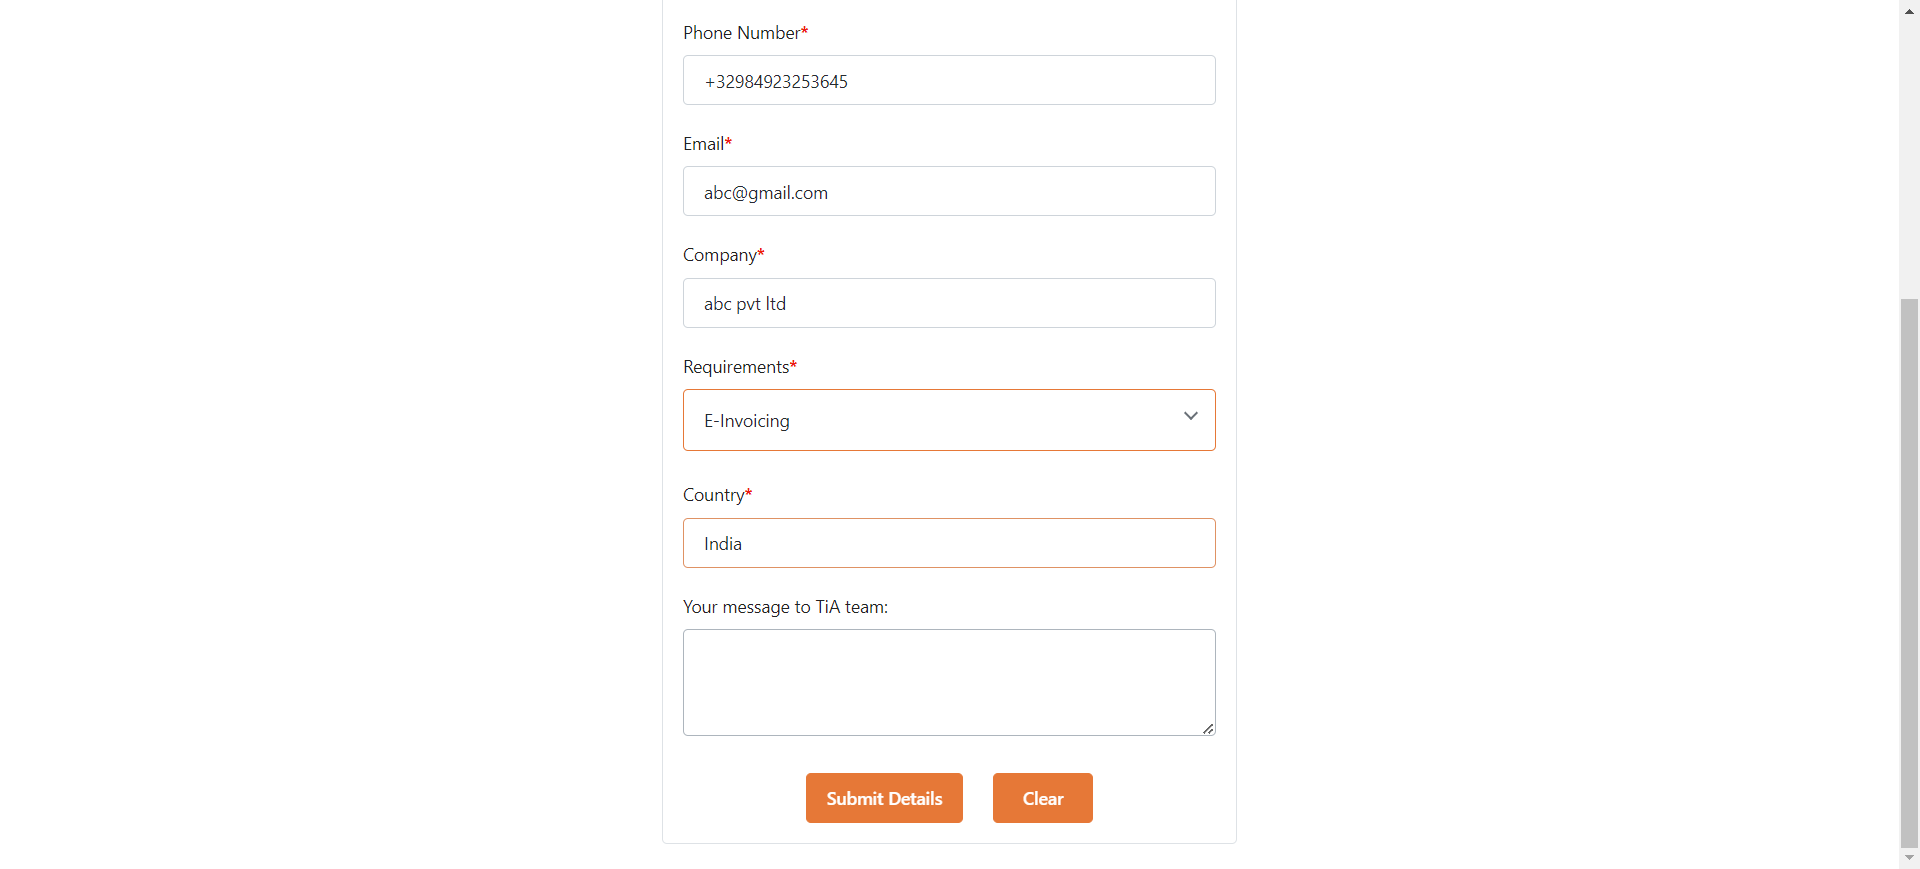 Phone Number*
+32984923253645
Email*
abc@gmail.com
Company*
abc pvt ltd
Requirements*
E-Invoicing
Country*
India
Your message to TiA team:
Submit Details
Clear